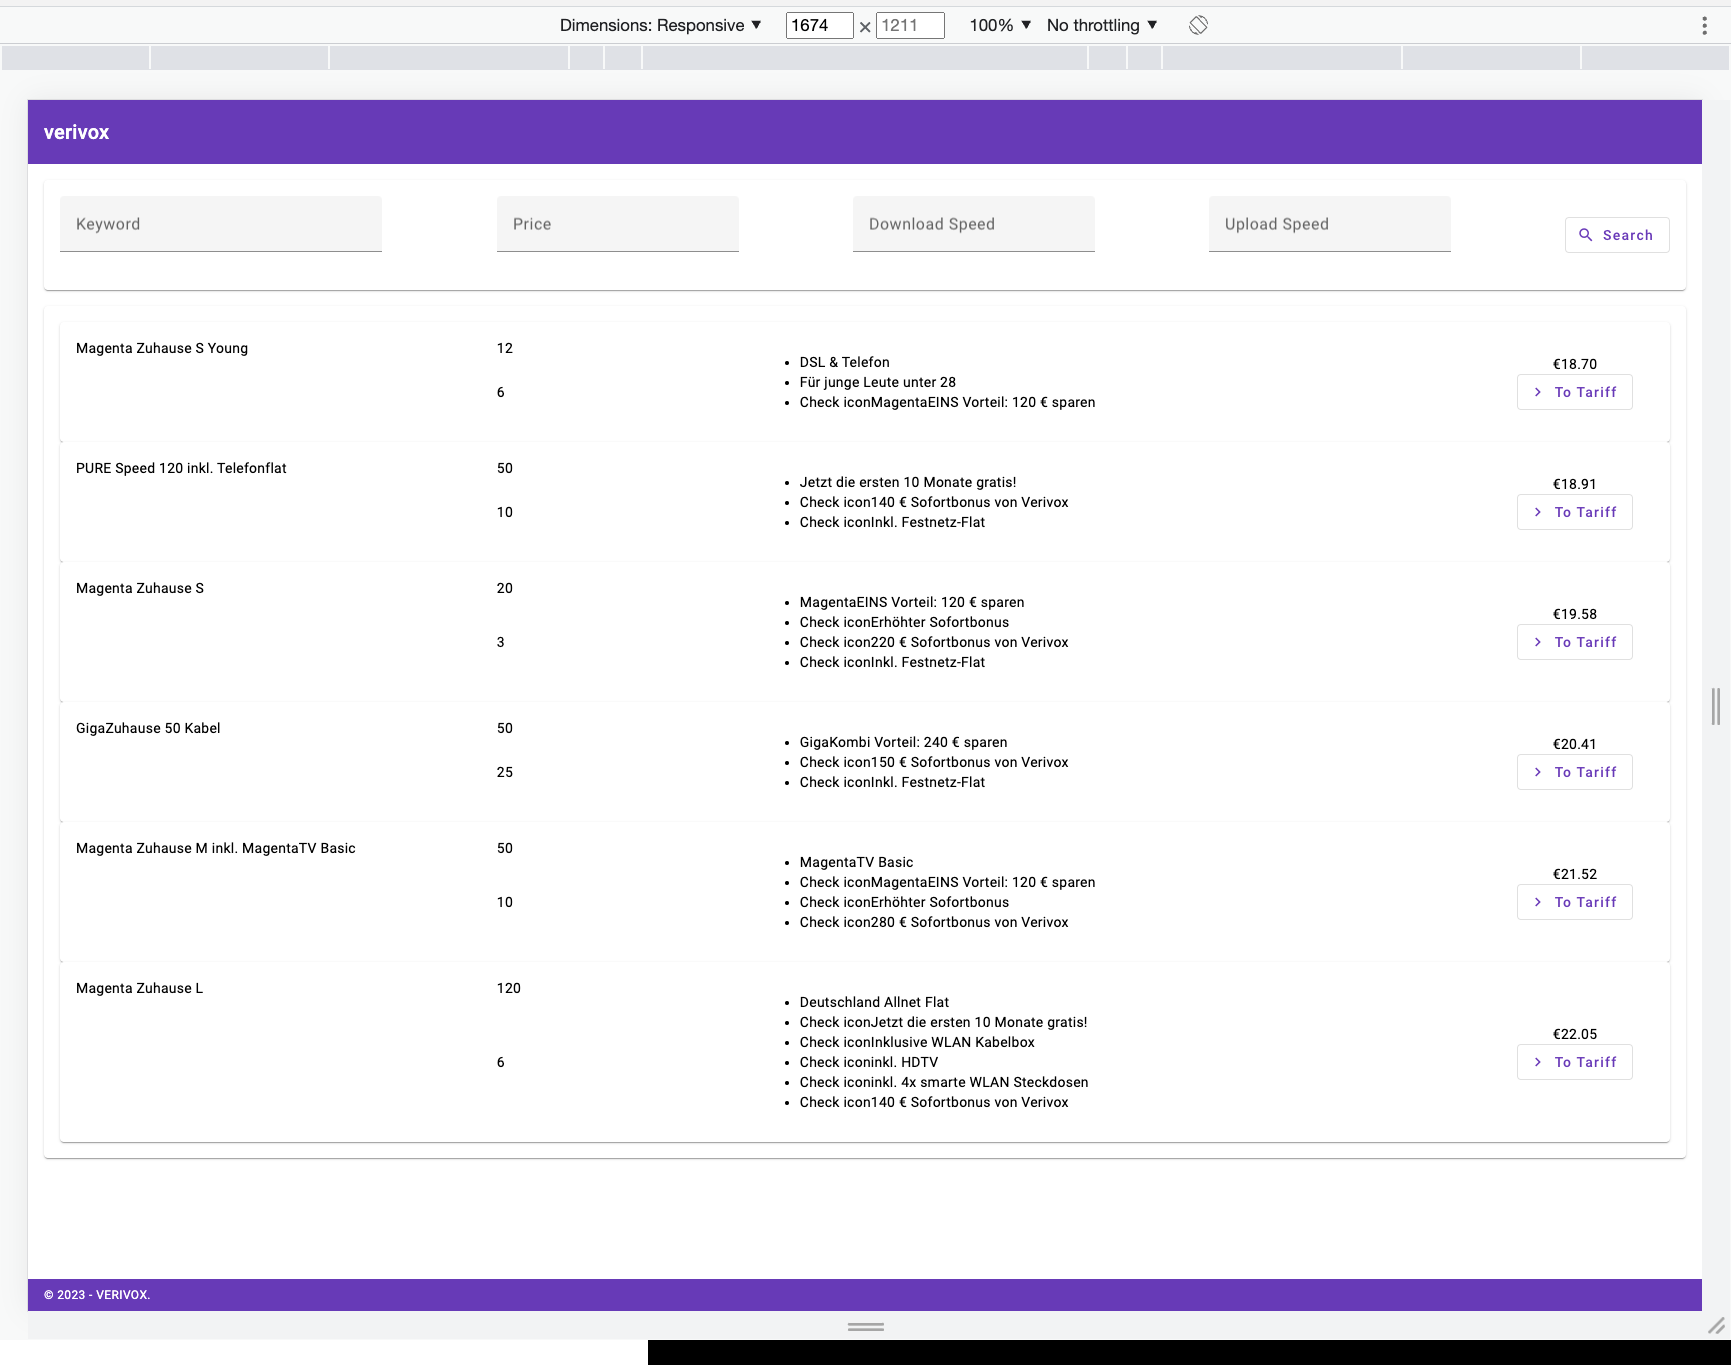 Dimensions: Responsive ▼ 1674 × 1211 100% ▼ No throttling ▼
verivox
Keyword Price Download Speed Upload Speed Search
Magenta Zuhause S Young 12
6
• DSL & Telefon
• Für junge Leute unter 28
• Check iconMagentaEINS Vorteil: 120 € sparen
€18.70
To Tariff
PURE Speed 120 inkl. Telefonflat 50
10
• Jetzt die ersten 10 Monate gratis!
• Check icon140 € Sofortbonus von Verivox
• Check iconInkl. Festnetz-Flat
€18.91
To Tariff
Magenta Zuhause S 20
3
• MagentaEINS Vorteil: 120 € sparen
• Check iconErhöhter Sofortbonus
• Check icon220 € Sofortbonus von Verivox
• Check iconInkl. Festnetz-Flat
€19.58
To Tariff
GigaZuhause 50 Kabel 50
25
• GigaKombi Vorteil: 240 € sparen
• Check icon150 € Sofortbonus von Verivox
• Check iconInkl. Festnetz-Flat
€20.41
To Tariff
Magenta Zuhause M inkl. MagentaTV Basic 50
10
• MagentaTV Basic
• Check iconMagentaEINS Vorteil: 120 € sparen
• Check iconErhöhter Sofortbonus
• Check icon280 € Sofortbonus von Verivox
€21.52
To Tariff
Magenta Zuhause L 120
6
• Deutschland Allnet Flat
• Check iconJetzt die ersten 10 Monate gratis!
• Check iconInklusive WLAN Kabelbox
• Check iconinkl. HDTV
• Check iconinkl. 4x smarte WLAN Steckdosen
• Check icon140 € Sofortbonus von Verivox
€22.05
To Tariff
© 2023 - VERIVOX.